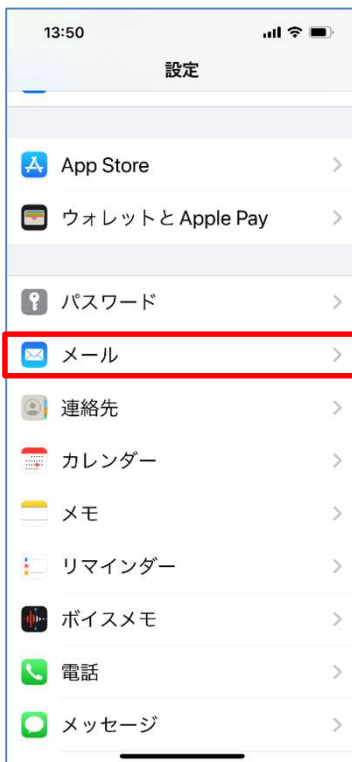 13:50
設定
App Store
ウォレットと Apple Pay
パスワード
メール
連絡先
カレンダー
メモ
リマインダー
ボイスメモ
電話
メッセージ